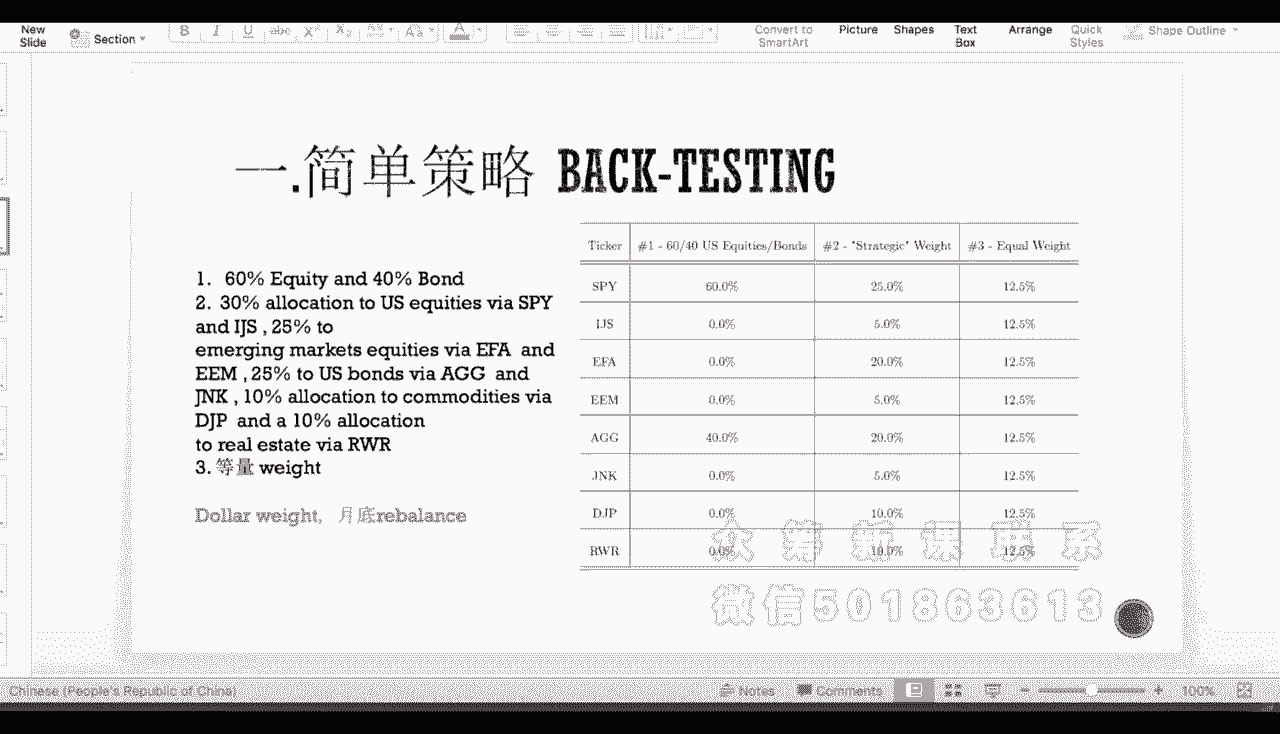 New
Slide
Section
B I U abc X² X₂
Convert to
SmartArt
Picture
Shapes
Text
Box
Arrange
Quick
Styles
Shape Outline
一.简单策略 BACK-TESTING
1. 60% Equity and 40% Bond
2. 30% allocation to US equities via SPY
and IJS , 25% to
emerging markets equities via EFA and
EEM , 25% to US bonds via AGG and
JNK , 10% allocation to commodities via
DJP and a 10% allocation
to real estate via RWR
3. 等量 weight
Dollar weight, 月底rebalance
Ticker #1 - 60/40 US Equities/Bonds #2 - "Strategic" Weight #3 - Equal Weight
SPY 60.0% 25.0% 12.5%
IJS 0.0% 5.0% 12.5%
EFA 0.0% 20.0% 12.5%
EEM 0.0% 5.0% 12.5%
AGG 40.0% 20.0% 12.5%
JNK 0.0% 5.0% 12.5%
DJP 0.0% 10.0% 12.5%
RWR 0.0% 10.0% 12.5%
众筹新课联系
微信501863613
Chinese (People's Republic of China)
Notes
Comments
100%